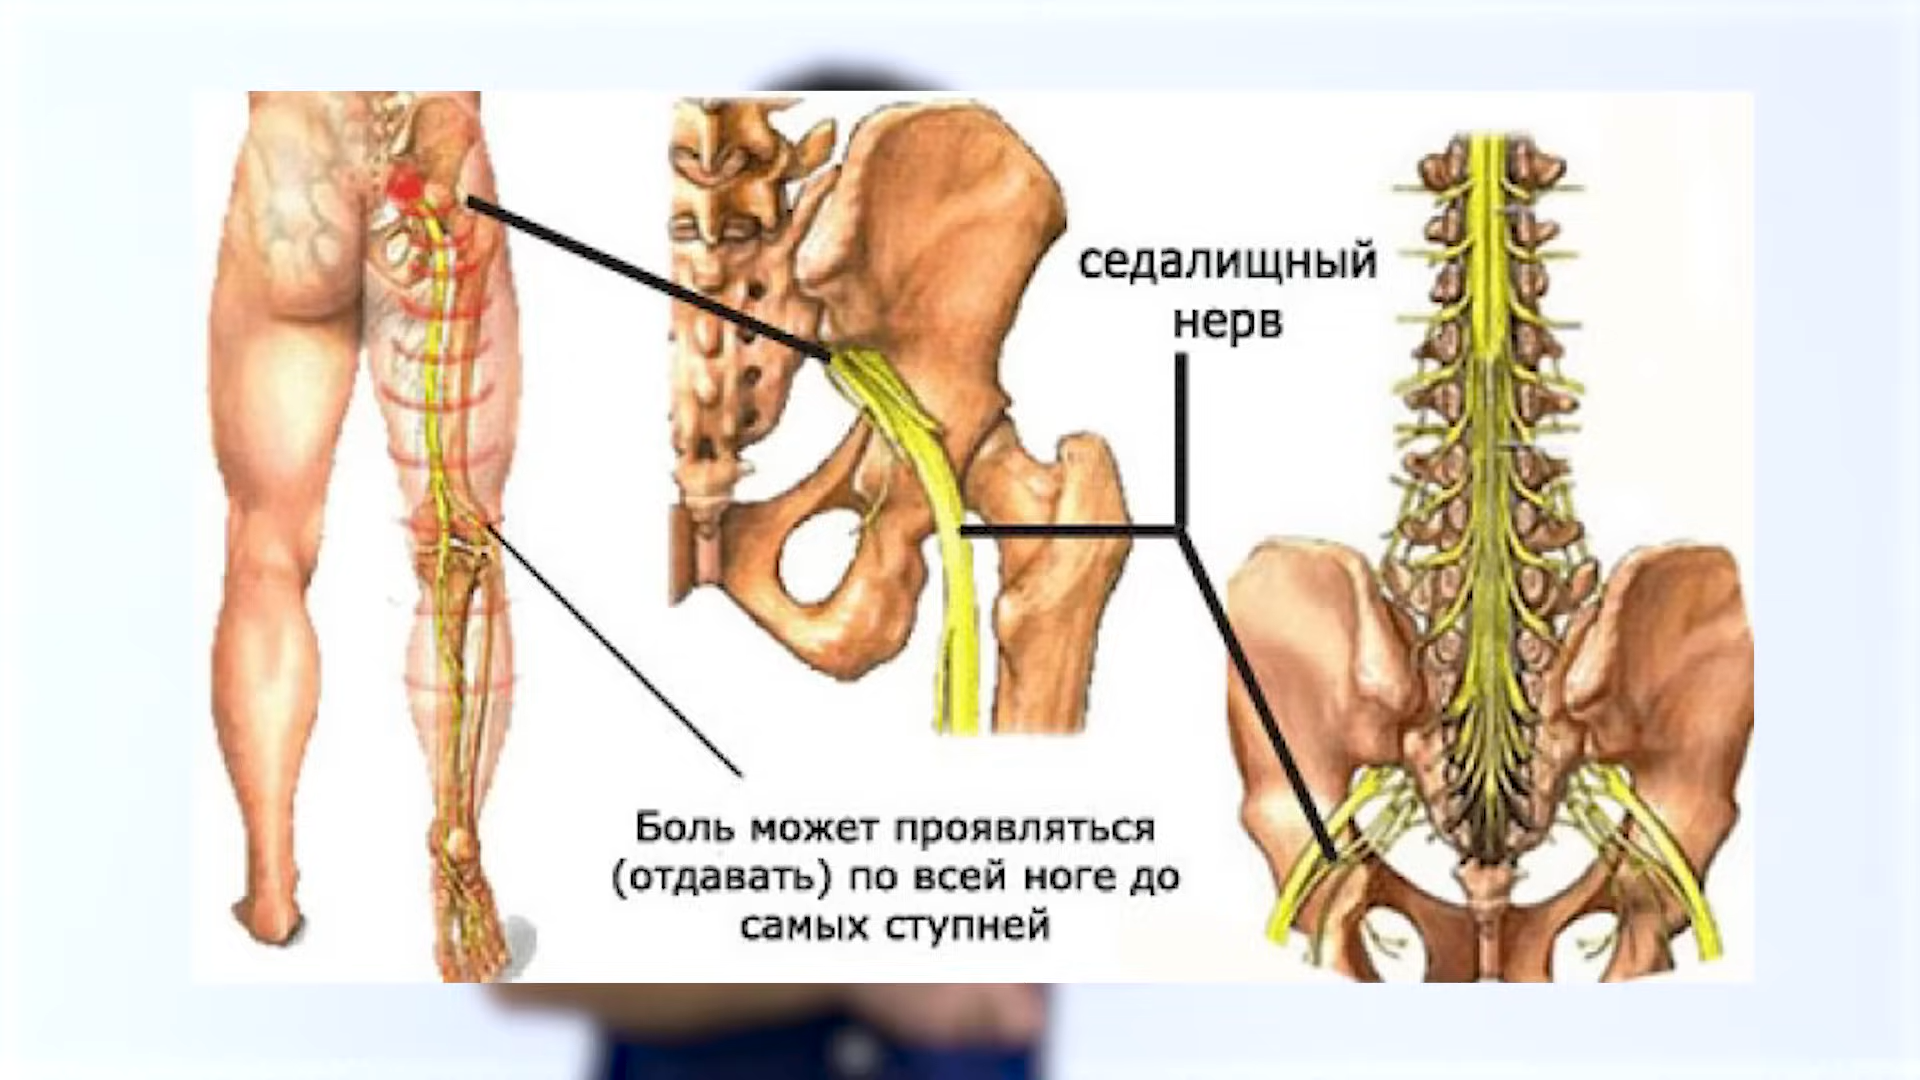 седалищный
нерв
Боль может проявляться
(отдавать) по всей ноге до
самых ступней